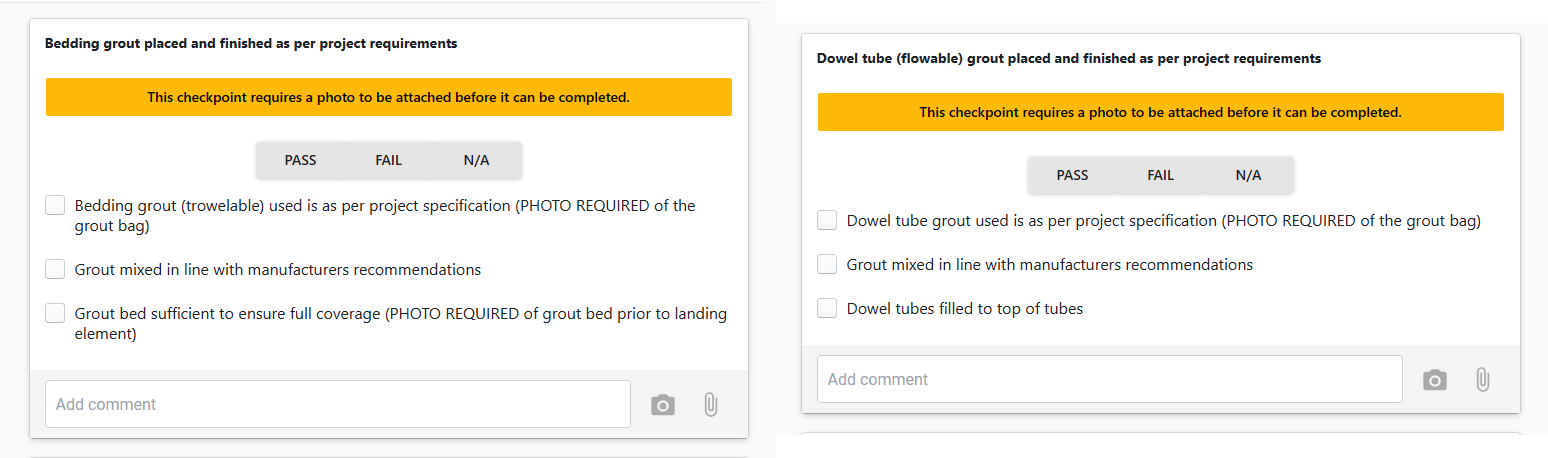 Bedding grout placed and finished as per project requirements
This checkpoint requires a photo to be attached before it can be completed.
PASS FAIL N/A
Bedding grout (trowelable) used is as per project specification (PHOTO REQUIRED of the
grout bag)
Grout mixed in line with manufacturers recommendations
Grout bed sufficient to ensure full coverage (PHOTO REQUIRED of grout bed prior to landing
element)
Add comment
Dowel tube (flowable) grout placed and finished as per project requirements
This checkpoint requires a photo to be attached before it can be completed.
PASS FAIL N/A
Dowel tube grout used is as per project specification (PHOTO REQUIRED of the grout bag)
Grout mixed in line with manufacturers recommendations
Dowel tubes filled to top of tubes
Add comment